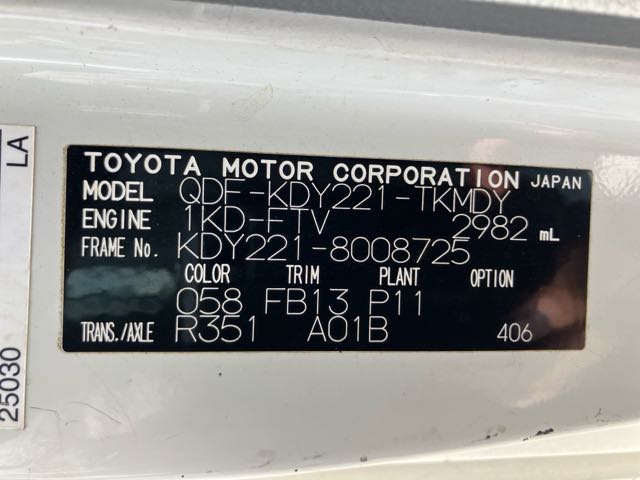 TOYOTA MOTOR CORPORATION JAPAN
MODEL QDF-KDY221-TKMDY
ENGINE 1KD-FTV 2982 mL
FRAME No. KDY221-8008725
COLOR TRIM PLANT OPTION
058 FB13 P11
TRANS./AXLE R351 A01B 406
LA
25030